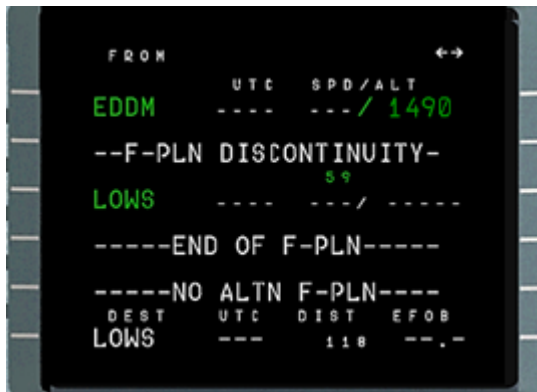 FROM ↔
UTC SPD/ALT
EDDM ---- ---/ 1490
--F-PLN DISCONTINUITY-
59
LOWS ---- ---/ -----
-----END OF F-PLN-----
-----NO ALTN F-PLN----
DEST UTC DIST EFOB
LOWS --- 118 --.-